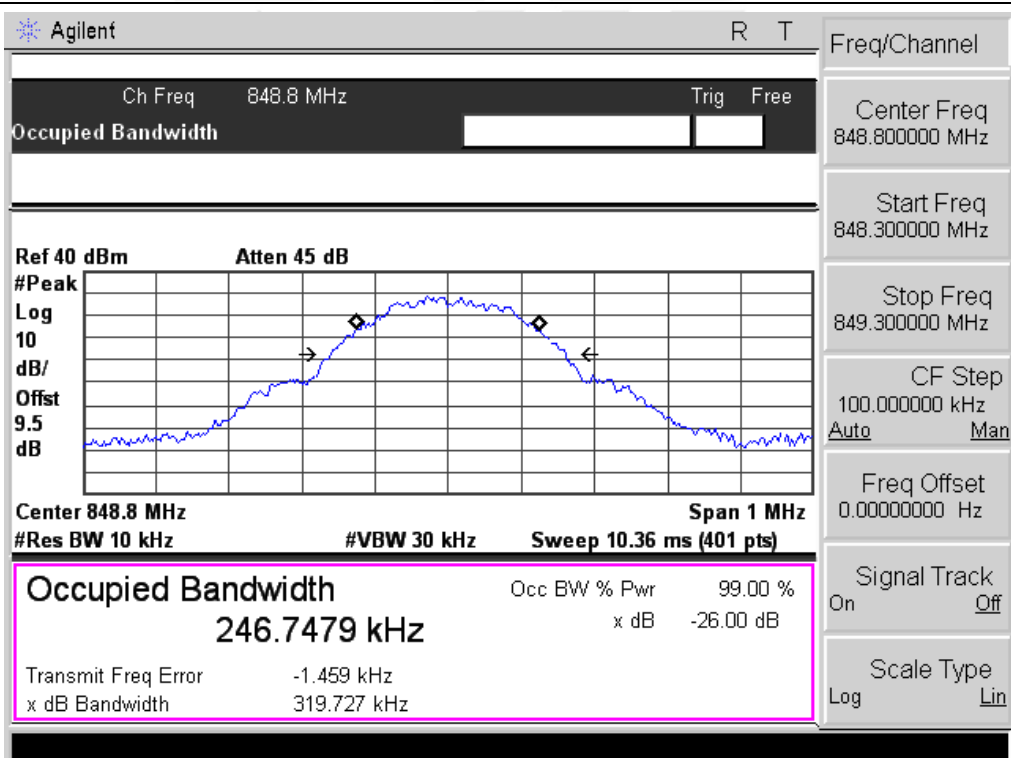 Agilent R T
Freq/Channel
Ch Freq 848.8 MHz Trig Free
Occupied Bandwidth
Center Freq
848.800000 MHz
Start Freq
848.300000 MHz
Stop Freq
849.300000 MHz
CF Step
100.000000 kHz
Auto Man
Freq Offset
0.00000000 Hz
Signal Track
On Off
Scale Type
Log Lin
Ref 40 dBm Atten 45 dB
#Peak
Log
10
dB/
Offst
9.5
dB
Center 848.8 MHz Span 1 MHz
#Res BW 10 kHz #VBW 30 kHz Sweep 10.36 ms (401 pts)
Occupied Bandwidth
246.7479 kHz
Occ BW % Pwr 99.00 %
x dB -26.00 dB
Transmit Freq Error -1.459 kHz
x dB Bandwidth 319.727 kHz